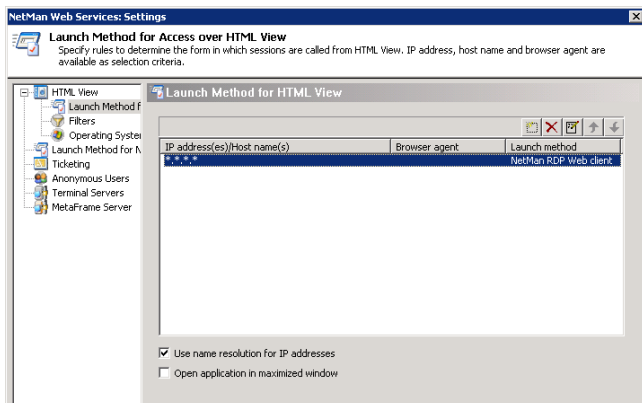 NetMan Web Services: Settings
Launch Method for Access over HTML View
Specify rules to determine the form in which sessions are called from HTML View. IP address, host name and browser agent are
available as selection criteria.
HTML View
Launch Method f
Filters
Operating Syste
Launch Method for N
Ticketing
Anonymous Users
Terminal Servers
MetaFrame Server
Launch Method for HTML View
IP address(es)/Host name(s) Browser agent Launch method
*.*.*.* NetMan RDP Web client
Use name resolution for IP addresses
Open application in maximized window